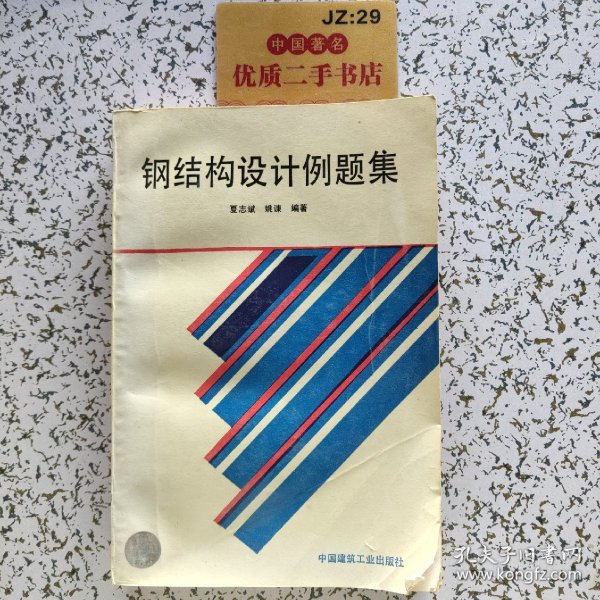 JZ:29
中国著名
优质二手书店
钢结构设计例题集
夏志斌 姚谏 编著
中国建筑工业出版社
孔夫子旧书网
www.kongfz.com